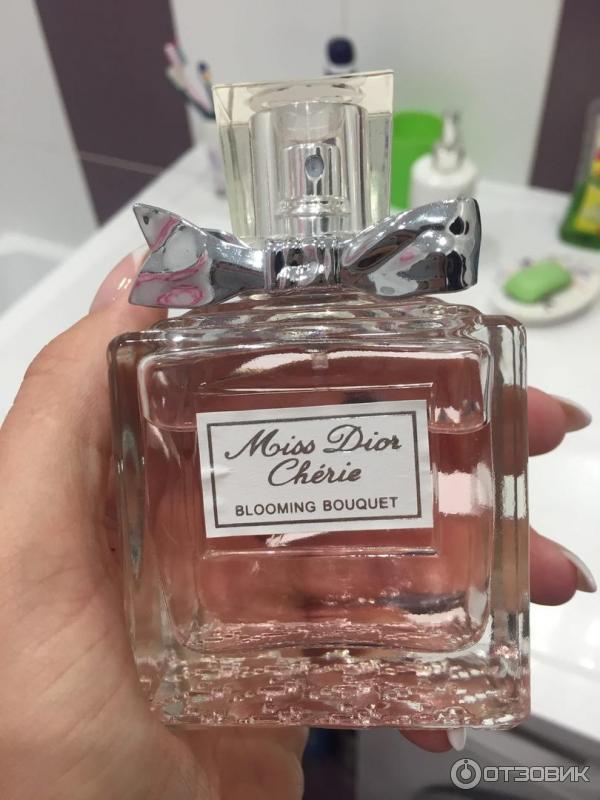 Miss Dior
Chérie
BLOOMING BOUQUET
ОТЗОВИК